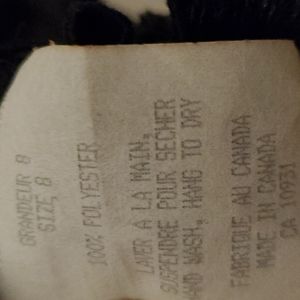 GRANDEUR 8
SIZE 8
100% POLYESTER
LAVER A LA MAIN,
SUSPENDRE POUR SECHER
HAND WASH, HANG TO DRY
FABRIQUE AU CANADA
MADE IN CANADA
CA 10931